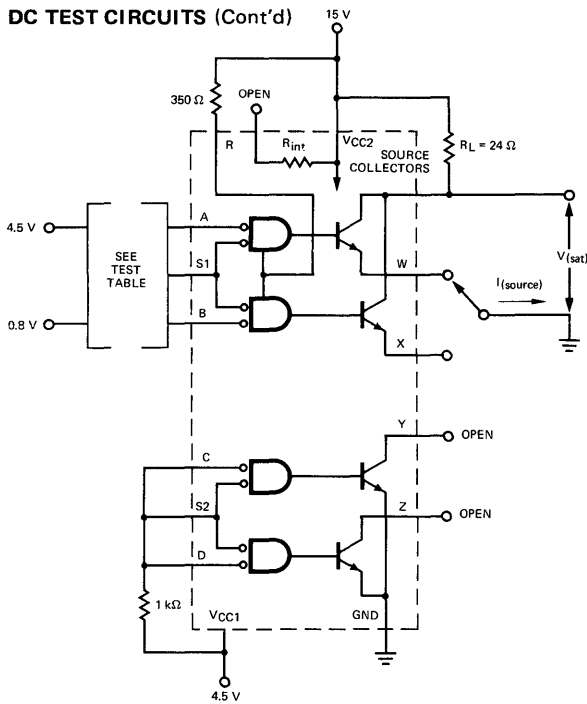 DC TEST CIRCUITS (Cont'd)
15 V
350 Ω
OPEN
R
Rint
VCC2
SOURCE
COLLECTORS
RL = 24 Ω
4.5 V
0.8 V
SEE
TEST
TABLE
A
S1
B
W
X
I(source)
V(sat)
C
S2
D
Y
OPEN
Z
OPEN
1 kΩ
VCC1
GND
4.5 V